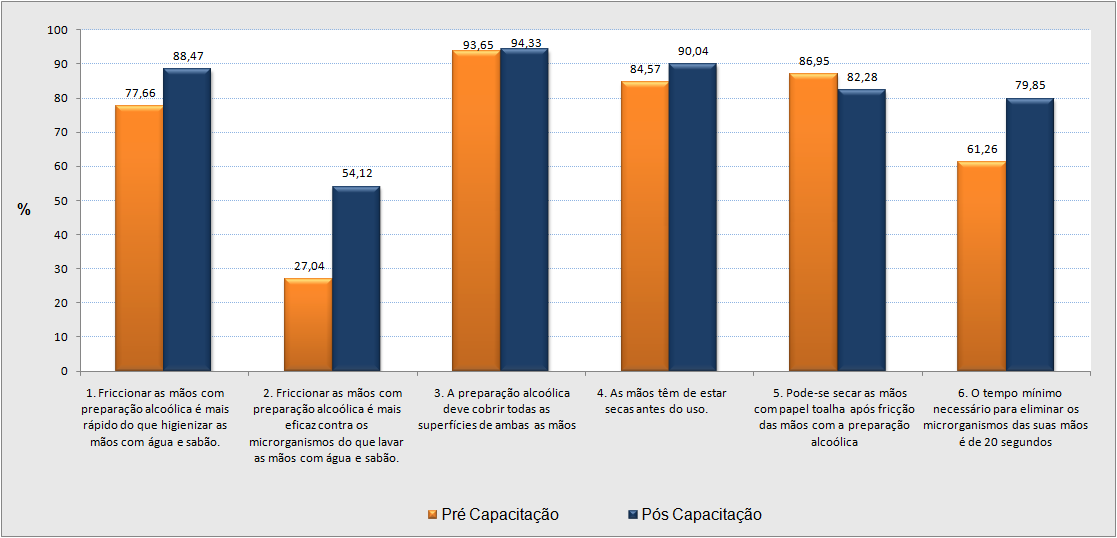 100
90
80
70
60
50
40
30
20
10
0
%
77,66
88,47
27,04
54,12
93,65
94,33
84,57
90,04
86,95
82,28
61,26
79,85
1. Friccionar as mãos com
preparação alcoólica é mais
rápido do que higienizar as
mãos com água e sabão.
2. Friccionar as mãos com
preparação alcoólica é mais
eficaz contra os
microrganismos do que lavar
as mãos com água e sabão.
3. A preparação alcoólica
deve cobrir todas as
superfícies de ambas as mãos
4. As mãos têm de estar
secas antes do uso.
5. Pode-se secar as mãos
com papel toalha após fricção
das mãos com a preparação
alcoólica
6. O tempo mínimo
necessário para eliminar os
microrganismos das suas mãos
é de 20 segundos
Pré Capacitação
Pós Capacitação